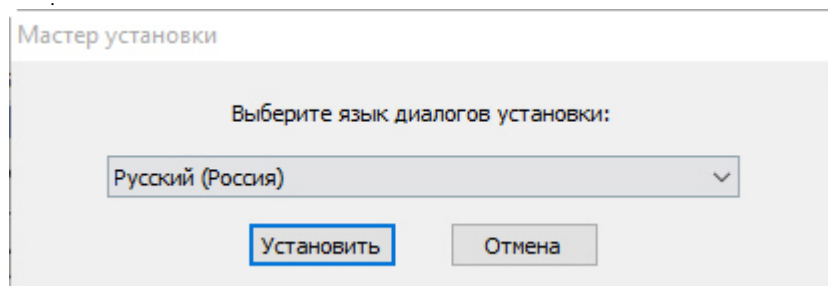 Мастер установки
Выберите язык диалогов установки:
Русский (Россия)
Установить Отмена